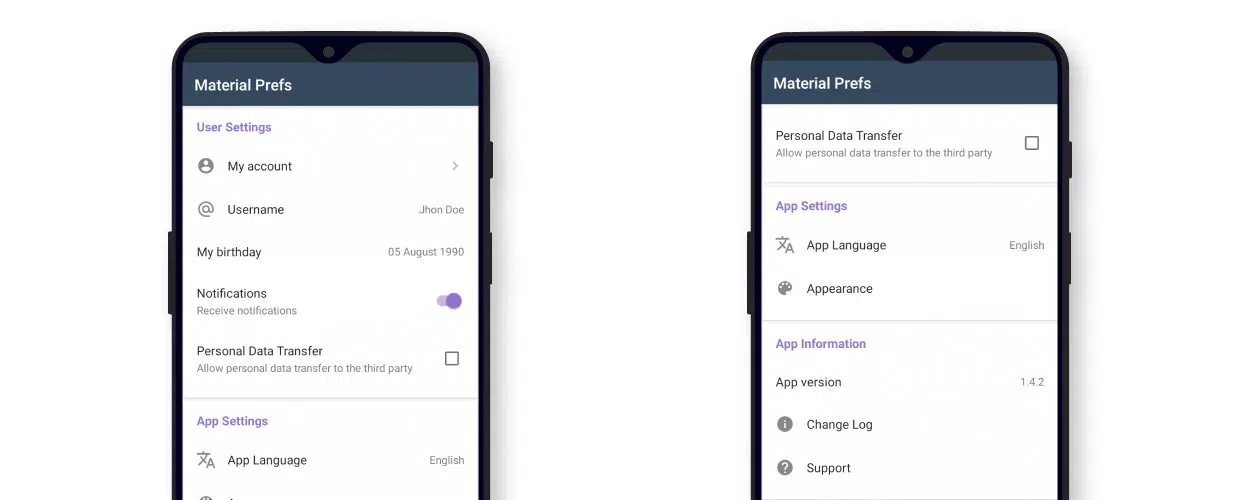 Material Prefs
User Settings
My account
Username Jhon Doe
My birthday 05 August 1990
Notifications
Receive notifications
Personal Data Transfer
Allow personal data transfer to the third party
App Settings
App Language English
Material Prefs
Personal Data Transfer
Allow personal data transfer to the third party
App Settings
App Language English
Appearance
App Information
App version 1.4.2
Change Log
Support